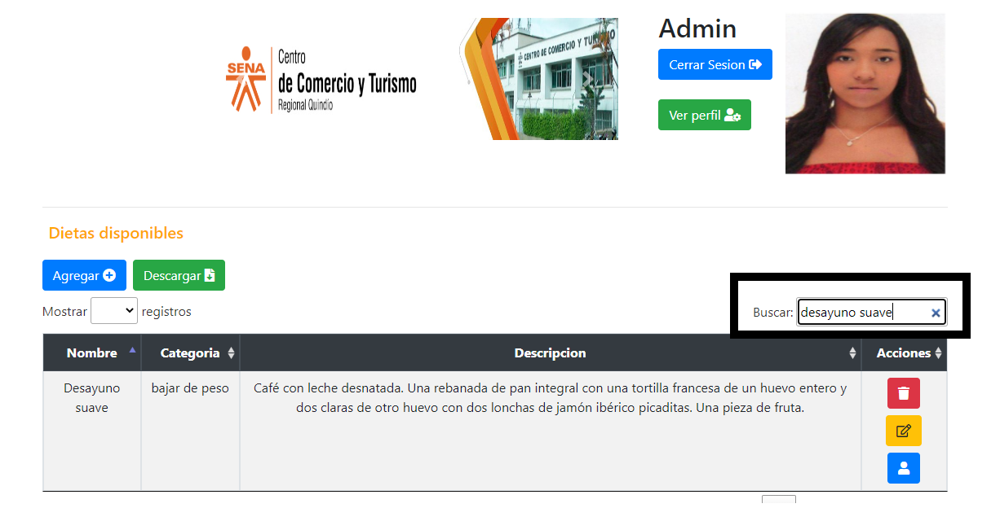 Admin
Cerrar Sesion
Ver perfil
SENA
Centro
de Comercio y Turismo
Regional Quindío
CENTRO DE COMERCIO Y TURISMO
Dietas disponibles
Agregar
Descargar
Mostrar registros
Buscar: desayuno suave
Nombre Categoria Descripcion Acciones
Desayuno bajar de peso Café con leche desnatada. Una rebanada de pan integral con una tortilla francesa de un huevo entero y
suave dos claras de otro huevo con dos lonchas de jamón ibérico picaditas. Una pieza de fruta.